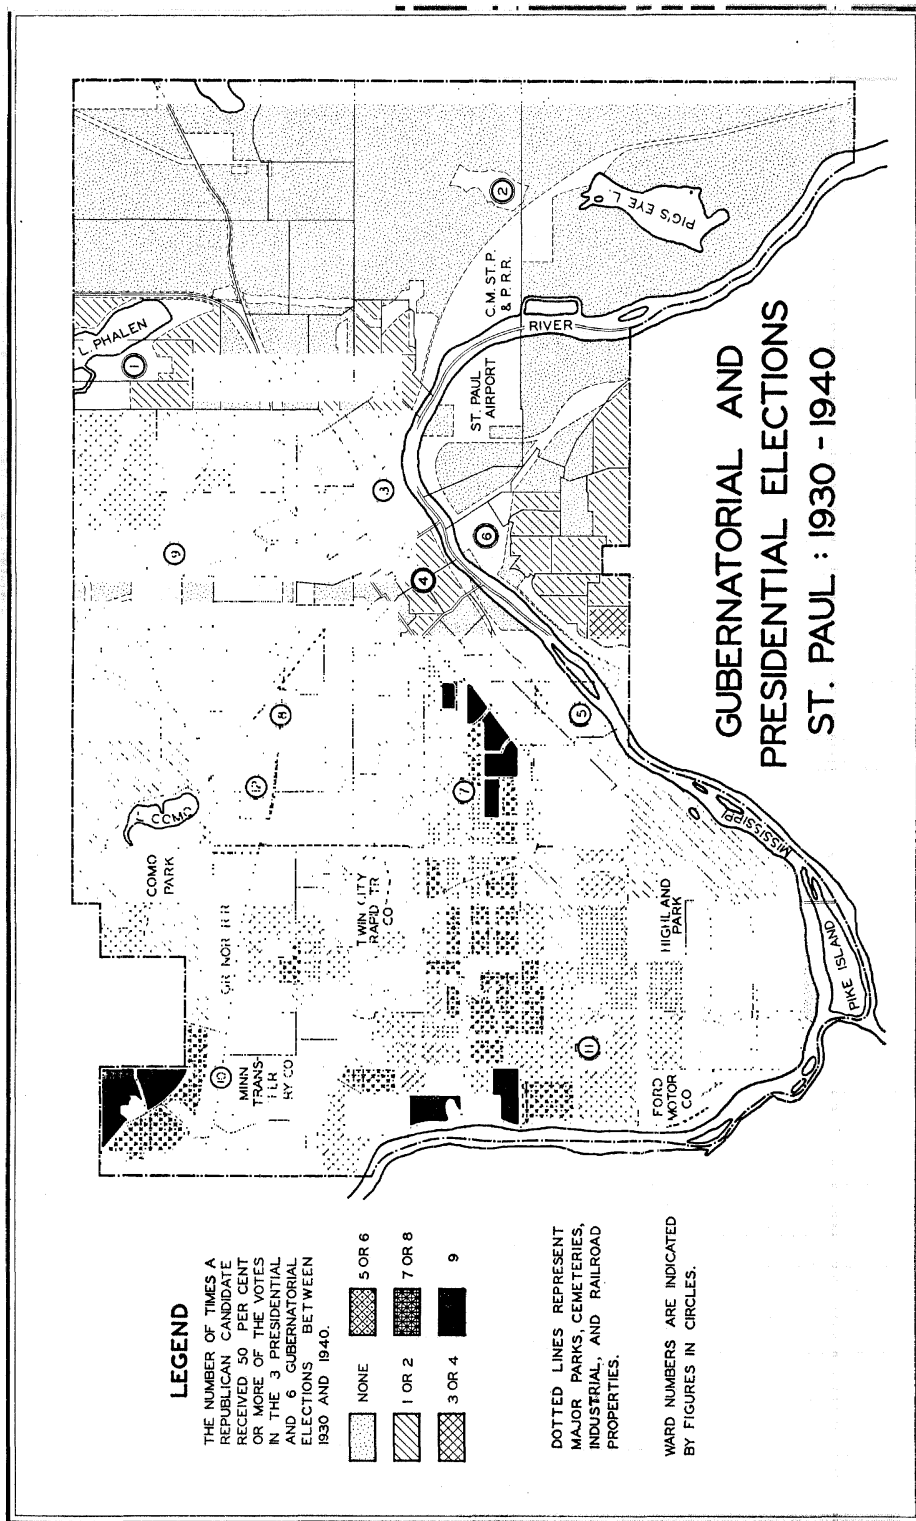 GUBERNATORIAL AND
PRESIDENTIAL ELECTIONS
ST. PAUL : 1930 - 1940
LEGEND
THE NUMBER OF TIMES A
REPUBLICAN CANDIDATE
RECEIVED 50 PER CENT
OR MORE OF THE VOTES
IN THE 3 PRESIDENTIAL
AND 6 GUBERNATORIAL
ELECTIONS BETWEEN
1930 AND 1940.
NONE
1 OR 2
3 OR 4
5 OR 6
7 OR 8
9
DOTTED LINES REPRESENT
MAJOR PARKS, CEMETERIES,
INDUSTRIAL, AND RAILROAD
PROPERTIES.
WARD NUMBERS ARE INDICATED
BY FIGURES IN CIRCLES.
L PHALEN
1
2
PIG'S EYE L.
C.M. ST. P.
& P.R.R.
RIVER
ST. PAUL
AIRPORT
3
9
4
6
8
12
5
7
COMO
COMO
PARK
TWIN CITY
RAPID TR
CO
HIGHLAND
PARK
MISSISSIPPI
PIKE ISLAND
10
MINN
TRANS-
FER
RY CO
11
FORD
MOTOR
CO